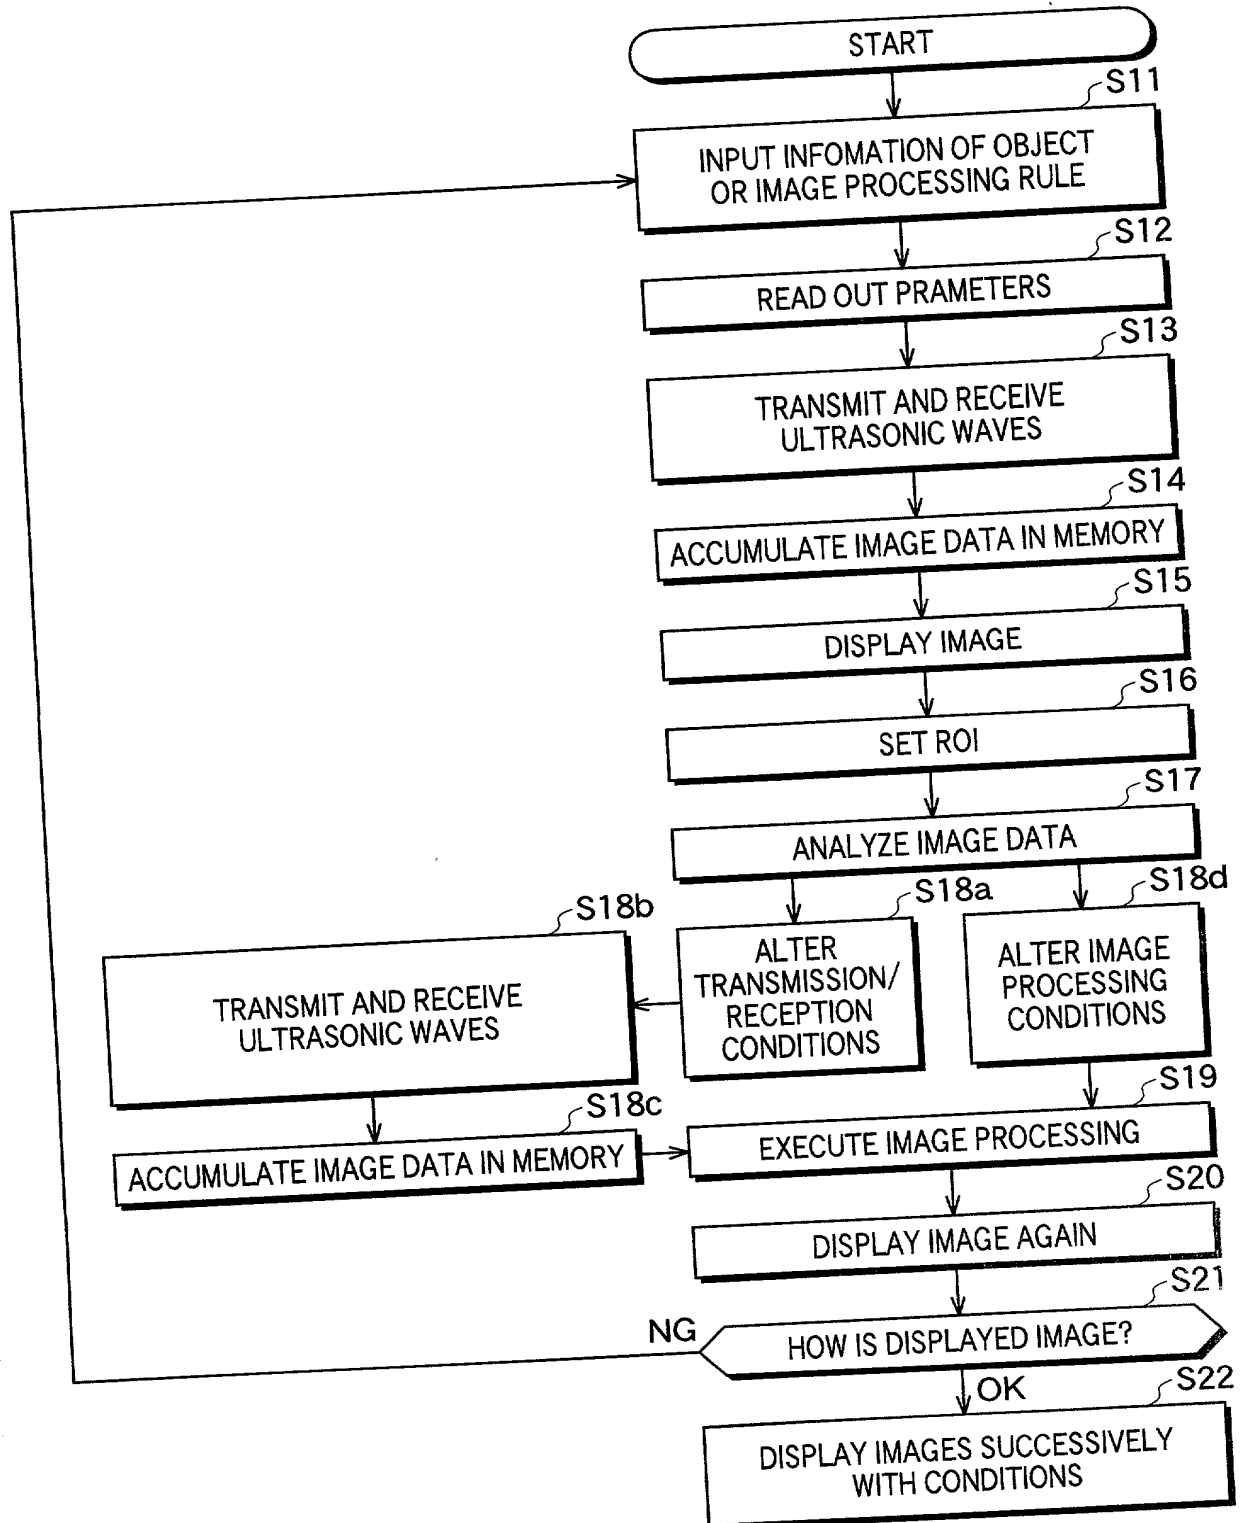 START
S11
INPUT INFOMATION OF OBJECT
OR IMAGE PROCESSING RULE
S12
READ OUT PRAMETERS
S13
TRANSMIT AND RECEIVE
ULTRASONIC WAVES
S14
ACCUMULATE IMAGE DATA IN MEMORY
S15
DISPLAY IMAGE
S16
SET ROI
S17
ANALYZE IMAGE DATA
S18a
ALTER
TRANSMISSION/
RECEPTION
CONDITIONS
S18b
TRANSMIT AND RECEIVE
ULTRASONIC WAVES
S18c
ACCUMULATE IMAGE DATA IN MEMORY
S18d
ALTER IMAGE
PROCESSING
CONDITIONS
S19
EXECUTE IMAGE PROCESSING
S20
DISPLAY IMAGE AGAIN
S21
HOW IS DISPLAYED IMAGE?
NG
OK
S22
DISPLAY IMAGES SUCCESSIVELY
WITH CONDITIONS